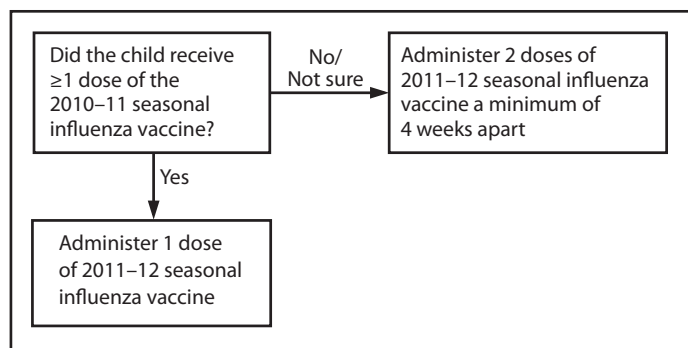 Did the child receive
≥1 dose of the
2010–11 seasonal
influenza vaccine?
No/
Not sure
Administer 2 doses of
2011–12 seasonal influenza
vaccine a minimum of
4 weeks apart
Yes
Administer 1 dose
of 2011–12 seasonal
influenza vaccine